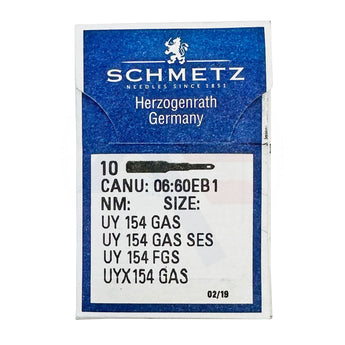 SCHMETZ
NEEDLES SINCE 1851
Herzogenrath
Germany
10
CANU: 06:60EB1
NM: SIZE:
UY 154 GAS
UY 154 GAS SES
UY 154 FGS
UYX154 GAS
02/19